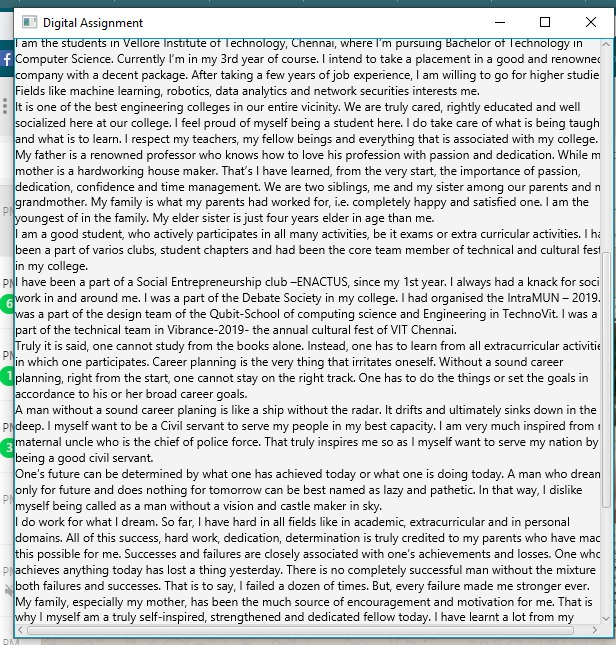 Digital Assignment
I am the students in Vellore Institute of Technology, Chennai, where I'm pursuing Bachelor of Technology in
Computer Science. Currently I'm in my 3rd year of course. I intend to take a placement in a good and renowned
company with a decent package. After taking a few years of job experience, I am willing to go for higher studie
Fields like machine learning, robotics, data analytics and network securities interests me.
It is one of the best engineering colleges in our entire vicinity. We are truly cared, rightly educated and well
socialized here at our college. I feel proud of myself being a student here. I do take care of what is being taugh
and what is to learn. I respect my teachers, my fellow beings and everything that is associated with my college.
My father is a renowned professor who knows how to love his profession with passion and dedication. While m
mother is a hardworking house maker. That's I have learned, from the very start, the importance of passion,
dedication, confidence and time management. We are two siblings, me and my sister among our parents and m
grandmother. My family is what my parents had worked for, i.e. completely happy and satisfied one. I am the
youngest of in the family. My elder sister is just four years elder in age than me.
I am a good student, who actively participates in all many activities, be it exams or extra curricular activities. I ha
been a part of varios clubs, student chapters and had been the core team member of technical and cultural fest
in my college.
I have been a part of a Social Entrepreneurship club –ENACTUS, since my 1st year. I always had a knack for soci
work in and around me. I was a part of the Debate Society in my college. I had organised the IntraMUN – 2019.
was a part of the design team of the Qubit-School of computing science and Engineering in TechnoVit. I was a
part of the technical team in Vibrance-2019- the annual cultural fest of VIT Chennai.
Truly it is said, one cannot study from the books alone. Instead, one has to learn from all extracurricular activitie
in which one participates. Career planning is the very thing that irritates oneself. Without a sound career
planning, right from the start, one cannot stay on the right track. One has to do the things or set the goals in
accordance to his or her broad career goals.
A man without a sound career planing is like a ship without the radar. It drifts and ultimately sinks down in the
deep. I myself want to be a Civil servant to serve my people in my best capacity. I am very much inspired from
maternal uncle who is the chief of police force. That truly inspires me so as I myself want to serve my nation by
being a good civil servant.
One's future can be determined by what one has achieved today or what one is doing today. A man who drean
only for future and does nothing for tomorrow can be best named as lazy and pathetic. In that way, I dislike
myself being called as a man without a vision and castle maker in sky.
I do work for what I dream. So far, I have hard in all fields like in academic, extracurricular and in personal
domains. All of this success, hard work, dedication, determination is truly credited to my parents who have mac
this possible for me. Successes and failures are closely associated with one's achievements and losses. One who
achieves anything today has lost a thing yesterday. There is no completely successful man without the mixture
both failures and successes. That is to say, I failed a dozen of times. But, every failure made me stronger ever.
My family, especially my mother, has been the much source of encouragement and motivation for me. That is
why I myself am a truly self-inspired, strengthened and dedicated fellow today. I have learnt a lot from my